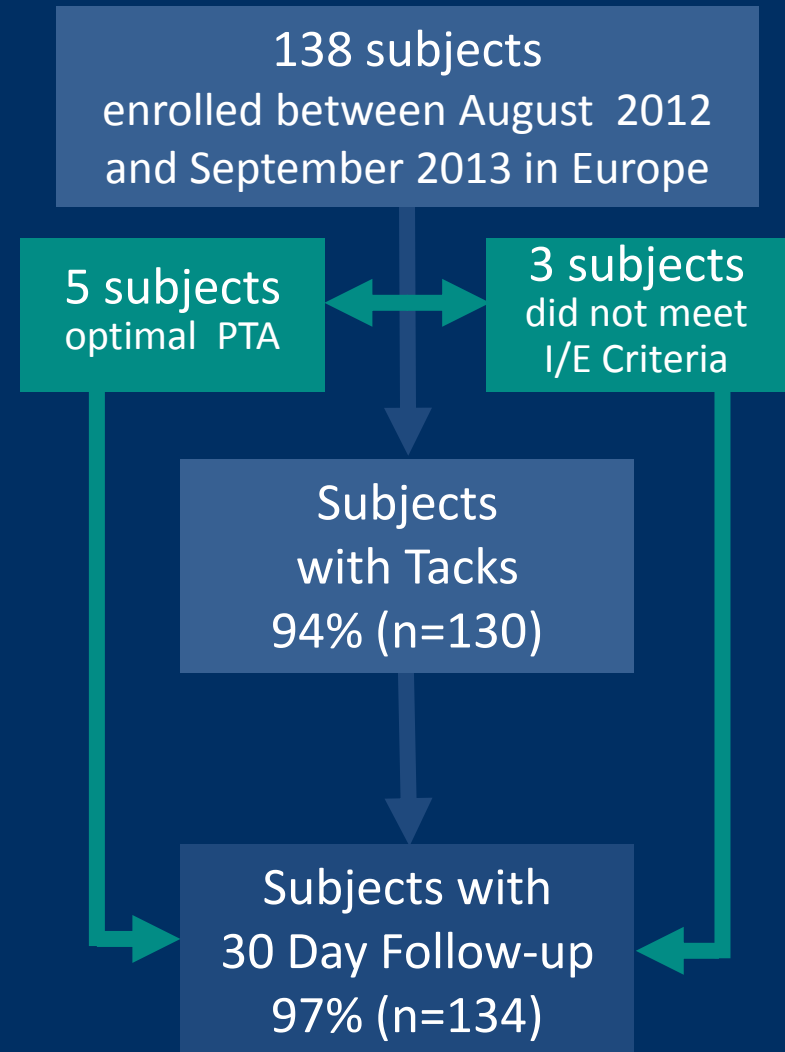 138 subjects
enrolled between August 2012
and September 2013 in Europe
5 subjects
optimal PTA
3 subjects
did not meet
I/E Criteria
Subjects
with Tacks
94% (n=130)
Subjects with
30 Day Follow-up
97% (n=134)